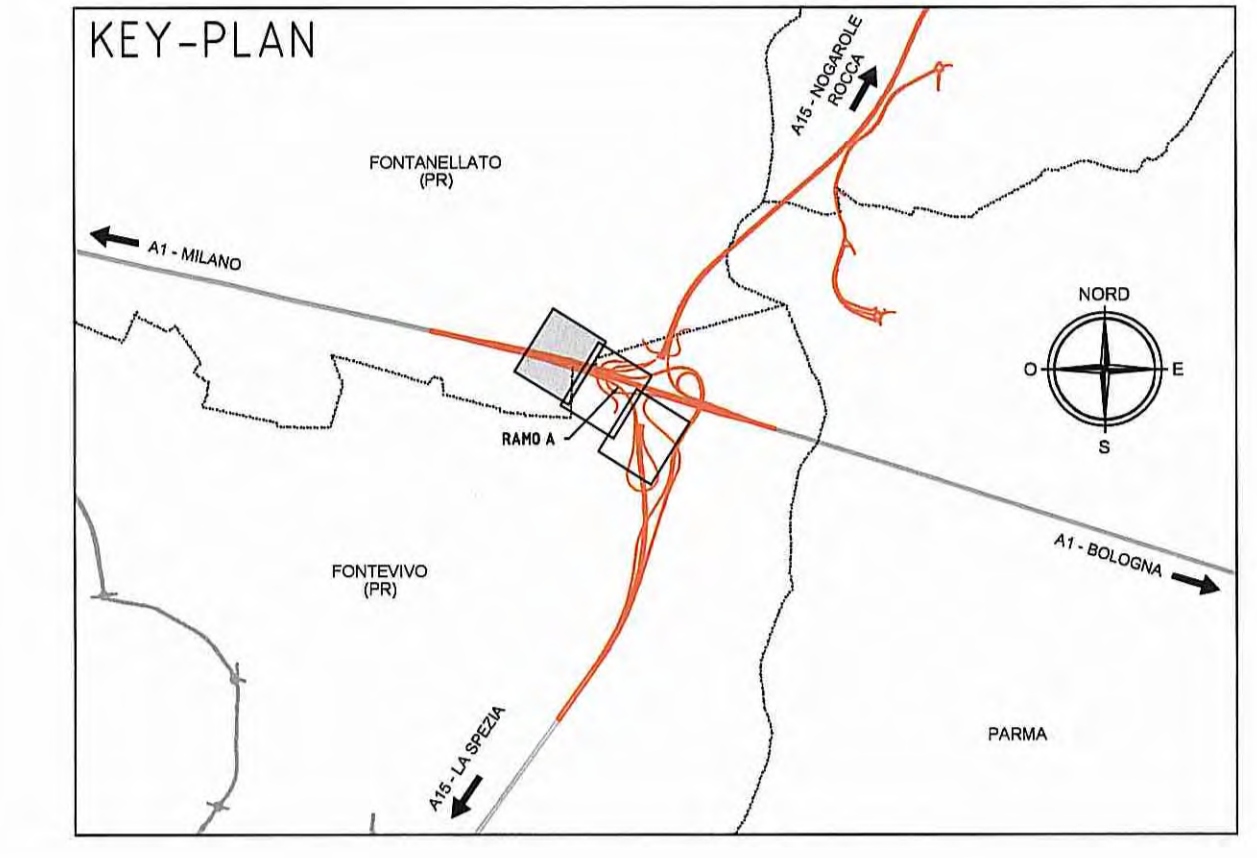 KEY-PLAN
A15 - NOGAROLE
ROCCA
FONTANELLATO
(PR)
A1 - MILANO
NORD
O
E
S
RAMO A
A1 - BOLOGNA
FONTEVIVO
(PR)
A15 - LA SPEZIA
PARMA